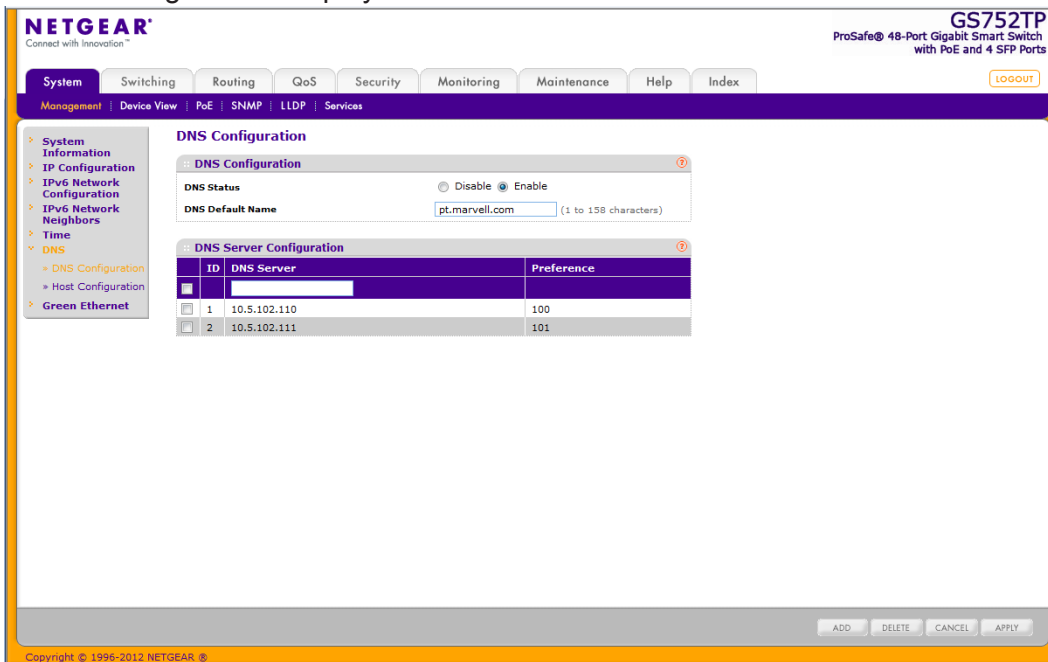 NETGEAR®
Connect with Innovation™
GS752TP
ProSafe® 48-Port Gigabit Smart Switch
with PoE and 4 SFP Ports
System Switching Routing QoS Security Monitoring Maintenance Help Index
LOGOUT
Management Device View PoE SNMP LLDP Services
System
Information
IP Configuration
IPv6 Network
Configuration
IPv6 Network
Neighbors
Time
DNS
» DNS Configuration
» Host Configuration
Green Ethernet
DNS Configuration
DNS Configuration
DNS Status Disable Enable
DNS Default Name pt.marvell.com (1 to 158 characters)
DNS Server Configuration
ID DNS Server Preference
1 10.5.102.110 100
2 10.5.102.111 101
ADD DELETE CANCEL APPLY
Copyright © 1996-2012 NETGEAR ®